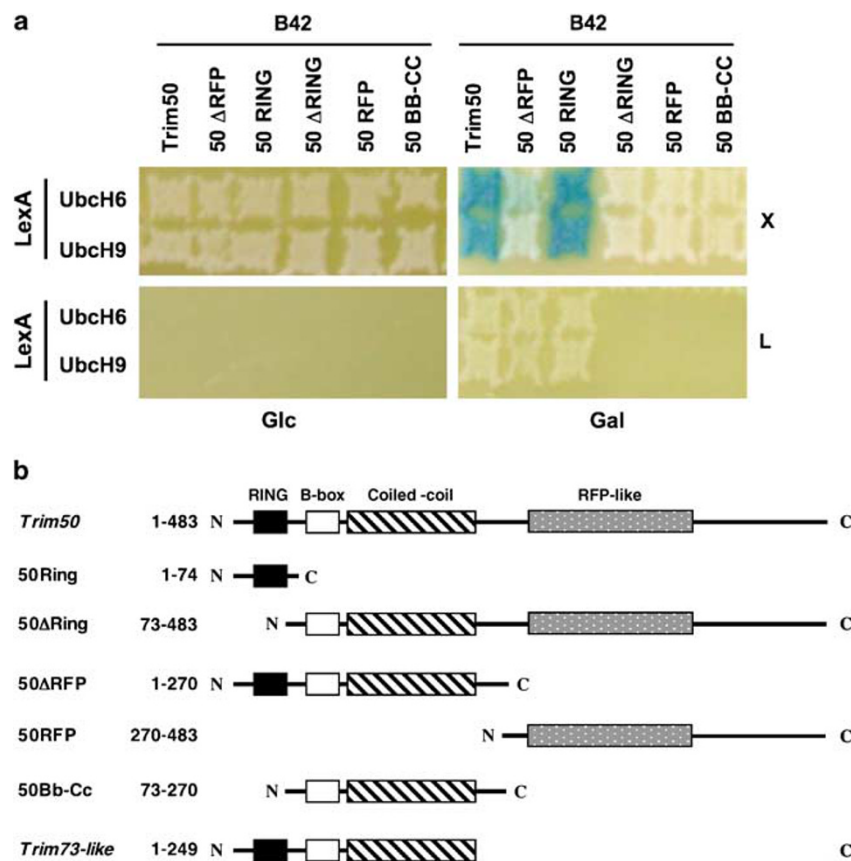 a
B42 B42
Trim50 50 ΔRFP 50 RING 50 ΔRING 50 RFP 50 BB-CC Trim50 50 ΔRFP 50 RING 50 ΔRING 50 RFP 50 BB-CC
LexA UbcH6 X
UbcH9
LexA UbcH6 L
UbcH9
Glc Gal
b
RING B-box Coiled -coil RFP-like
Trim50 1-483 N C
50Ring 1-74 N C
50ΔRing 73-483 N C
50ΔRFP 1-270 N C
50RFP 270-483 N C
50Bb-Cc 73-270 N C
Trim73-like 1-249 N C